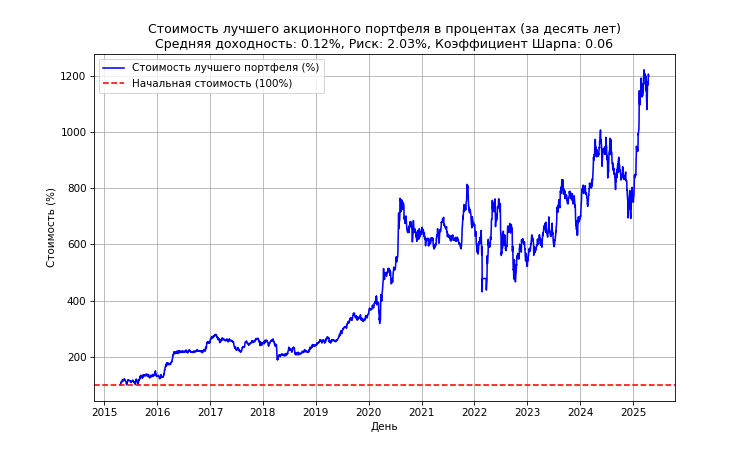 Стоимость лучшего акционного портфеля в процентах (за десять лет)
Средняя доходность: 0.12%, Риск: 2.03%, Коэффициент Шарпа: 0.06
Стоимость лучшего портфеля (%)
Начальная стоимость (100%)
Стоимость (%)
1200
1000
800
600
400
200
2015 2016 2017 2018 2019 2020 2021 2022 2023 2024 2025
День